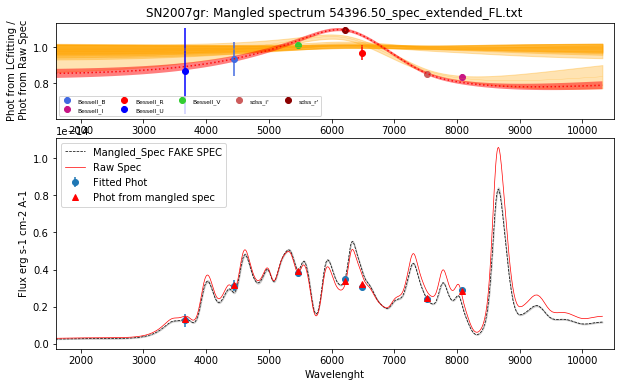 SN2007gr: Mangled spectrum 54396.50_spec_extended_FL.txt
Phot from LCfitting /
Phot from Raw Spec
1.0
0.8
Bessell_B
Bessell_I
Bessell_R
Bessell_U
Bessell_V
sdss_i'
sdss_r'
2000 3000 4000 5000 6000 7000 8000 9000 10000
Flux erg s-1 cm-2 A-1
1.0
0.8
0.6
0.4
0.2
0.0
Mangled_Spec FAKE SPEC
Raw Spec
Fitted Phot
Phot from mangled spec
2000 3000 4000 5000 6000 7000 8000 9000 10000
Wavelenght